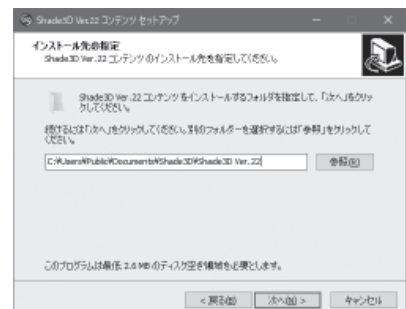 Shade3D Ver.22 コンテンツ セットアップ
インストール先の指定
Shade3D Ver.22 コンテンツのインストール先を指定してください。
Shade3D Ver.22 コンテンツをインストールするフォルダを指定して、「次へ」をクリックしてください。
続けるには「次へ」をクリックしてください。別のフォルダーを選択するには「参照」をクリックしてください。
C:¥Users¥Public¥Documents¥Shade3D¥Shade3D Ver.22
参照(R)
このプログラムは最低 2.6 MB のディスク空き領域を必要とします。
< 戻る(B)
次へ(N) >
キャンセル